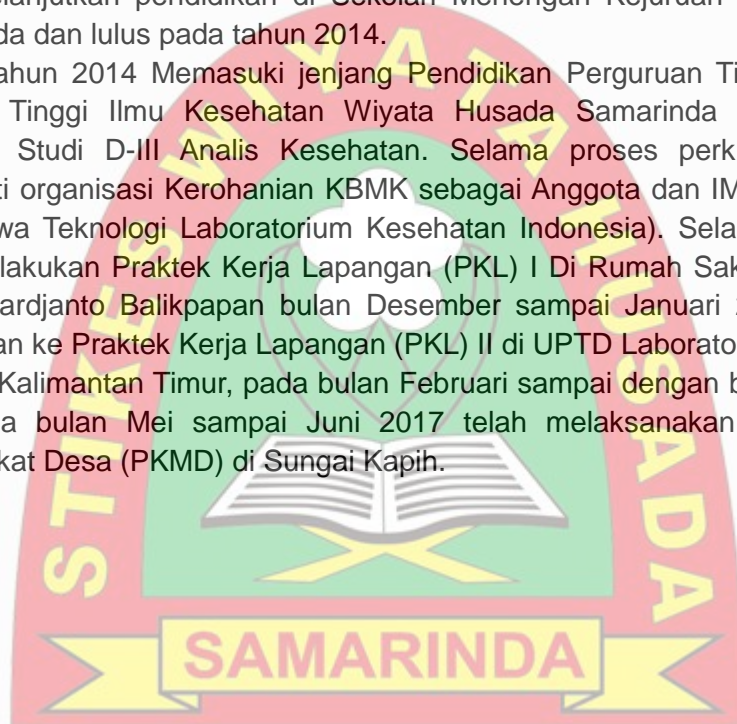 elanjutkan pendidikan di Sekolah Menengah Kejuruan
da dan lulus pada tahun 2014.
ahun 2014 Memasuki jenjang Pendidikan Perguruan Ti
Tinggi Ilmu Kesehatan Wiyata Husada Samarinda
Studi D-III Analis Kesehatan. Selama proses perk
ti organisasi Kerohanian KBMK sebagai Anggota dan IM
wa Teknologi Laboratorium Kesehatan Indonesia). Sela
lakukan Praktek Kerja Lapangan (PKL) I Di Rumah Sak
ardjanto Balikpapan bulan Desember sampai Januari
an ke Praktek Kerja Lapangan (PKL) II di UPTD Laborato
Kalimantan Timur, pada bulan Februari sampai dengan b
a bulan Mei sampai Juni 2017 telah melaksanakan
kat Desa (PKMD) di Sungai Kapih.
STIKES WIYATA HUSADA
SAMARINDA